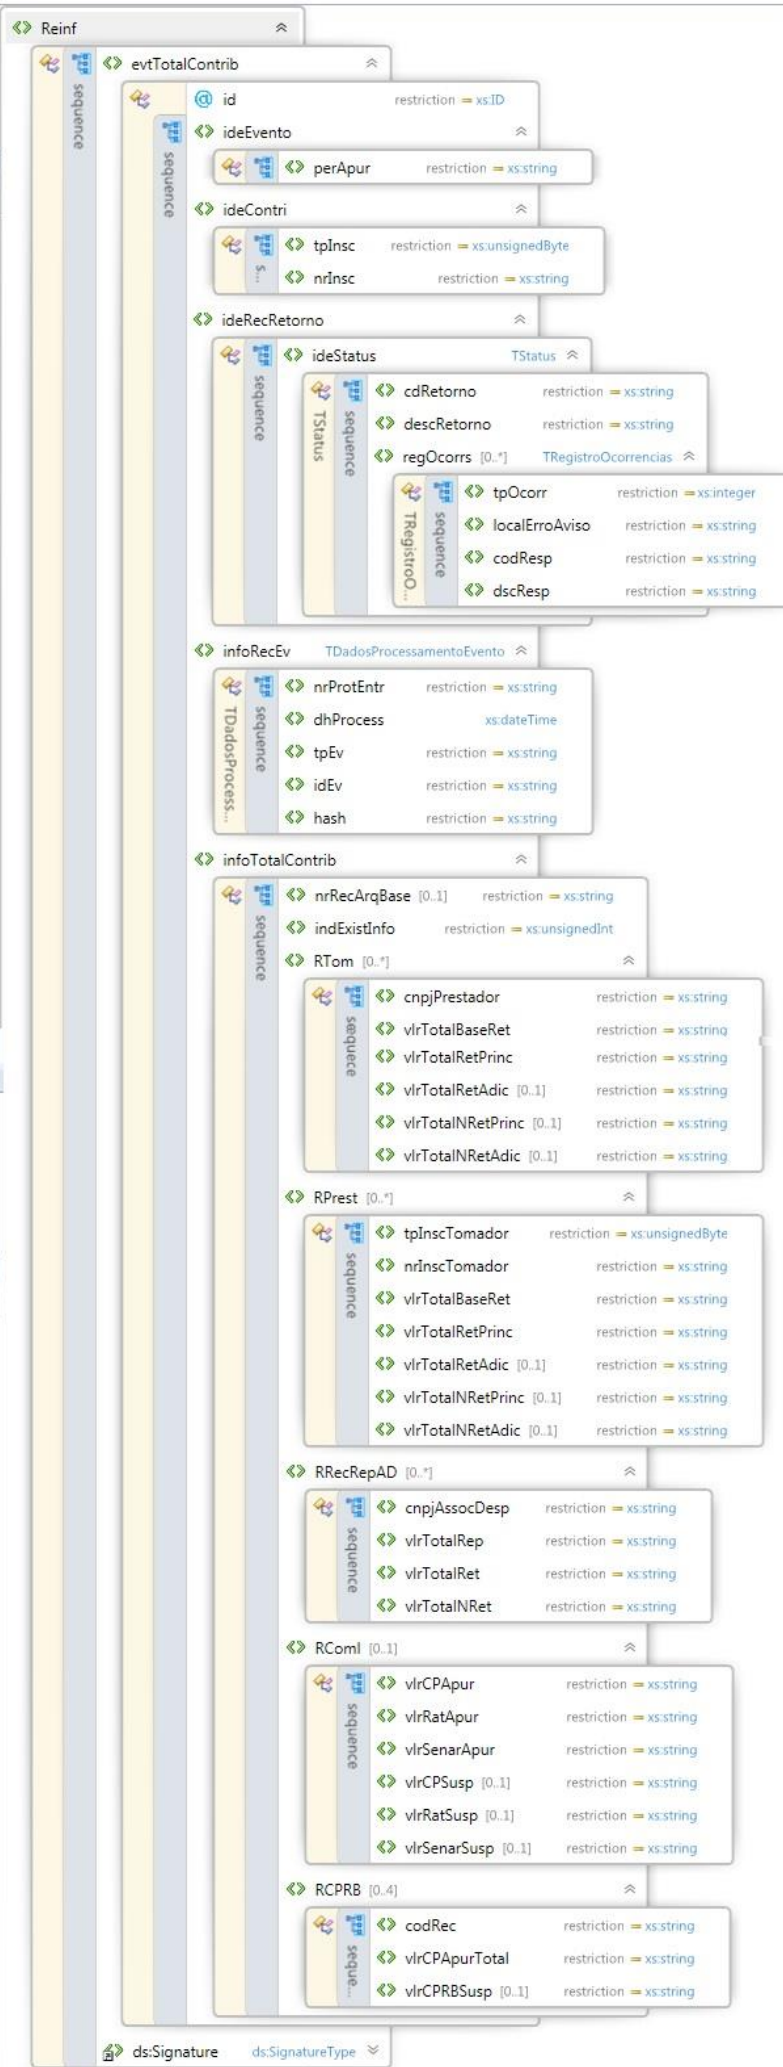 Reinf
evtTotalContrib
sequence
id restriction = xs:ID
ideEvento
sequence
perApur restriction = xs:string
ideContri
tpInsc restriction = xs:unsignedByte
s...
nrInsc restriction = xs:string
ideRecRetorno
ideStatus TStatus
sequence
cdRetorno restriction = xs:string
TStatus
sequence
descRetorno restriction = xs:string
regOcorrs [0..*] TRegistroOcorrencias
tpOcorr restriction = xs:integer
TRegistroO...
sequence
localErroAviso restriction = xs:string
codResp restriction = xs:string
dscResp restriction = xs:string
infoRecEv TDadosProcessamentoEvento
nrProtEntr restriction = xs:string
TDadosProcess...
sequence
dhProcess xs:dateTime
tpEv restriction = xs:string
idEv restriction = xs:string
hash restriction = xs:string
infoTotalContrib
nrRecArqBase [0..1] restriction = xs:string
sequence
indExistInfo restriction = xs:unsignedInt
RTom [0..*]
cnpjPrestador restriction = xs:string
sæquece
vlrTotalBaseRet restriction = xs:string
vlrTotalRetPrinc restriction = xs:string
vlrTotalRetAdic [0..1] restriction = xs:string
vlrTotalNRetPrinc [0..1] restriction = xs:string
vlrTotalNRetAdic [0..1] restriction = xs:string
RPrest [0..*]
tpInscTomador restriction = xs:unsignedByte
sequence
nrInscTomador restriction = xs:string
vlrTotalBaseRet restriction = xs:string
vlrTotalRetPrinc restriction = xs:string
vlrTotalRetAdic [0..1] restriction = xs:string
vlrTotalNRetPrinc [0..1] restriction = xs:string
vlrTotalNRetAdic [0..1] restriction = xs:string
RRecRepAD [0..*]
cnpjAssocDesp restriction = xs:string
sequence
vlrTotalRep restriction = xs:string
vlrTotalRet restriction = xs:string
vlrTotalNRet restriction = xs:string
RComl [0..1]
vlrCPApur restriction = xs:string
sequence
vlrRatApur restriction = xs:string
vlrSenarApur restriction = xs:string
vlrCPSusp [0..1] restriction = xs:string
vlrRatSusp [0..1] restriction = xs:string
vlrSenarSusp [0..1] restriction = xs:string
RCPRB [0..4]
codRec restriction = xs:string
seque...
vlrCPApurTotal restriction = xs:string
vlrCPRBSusp [0..1] restriction = xs:string
ds:Signature ds:SignatureType